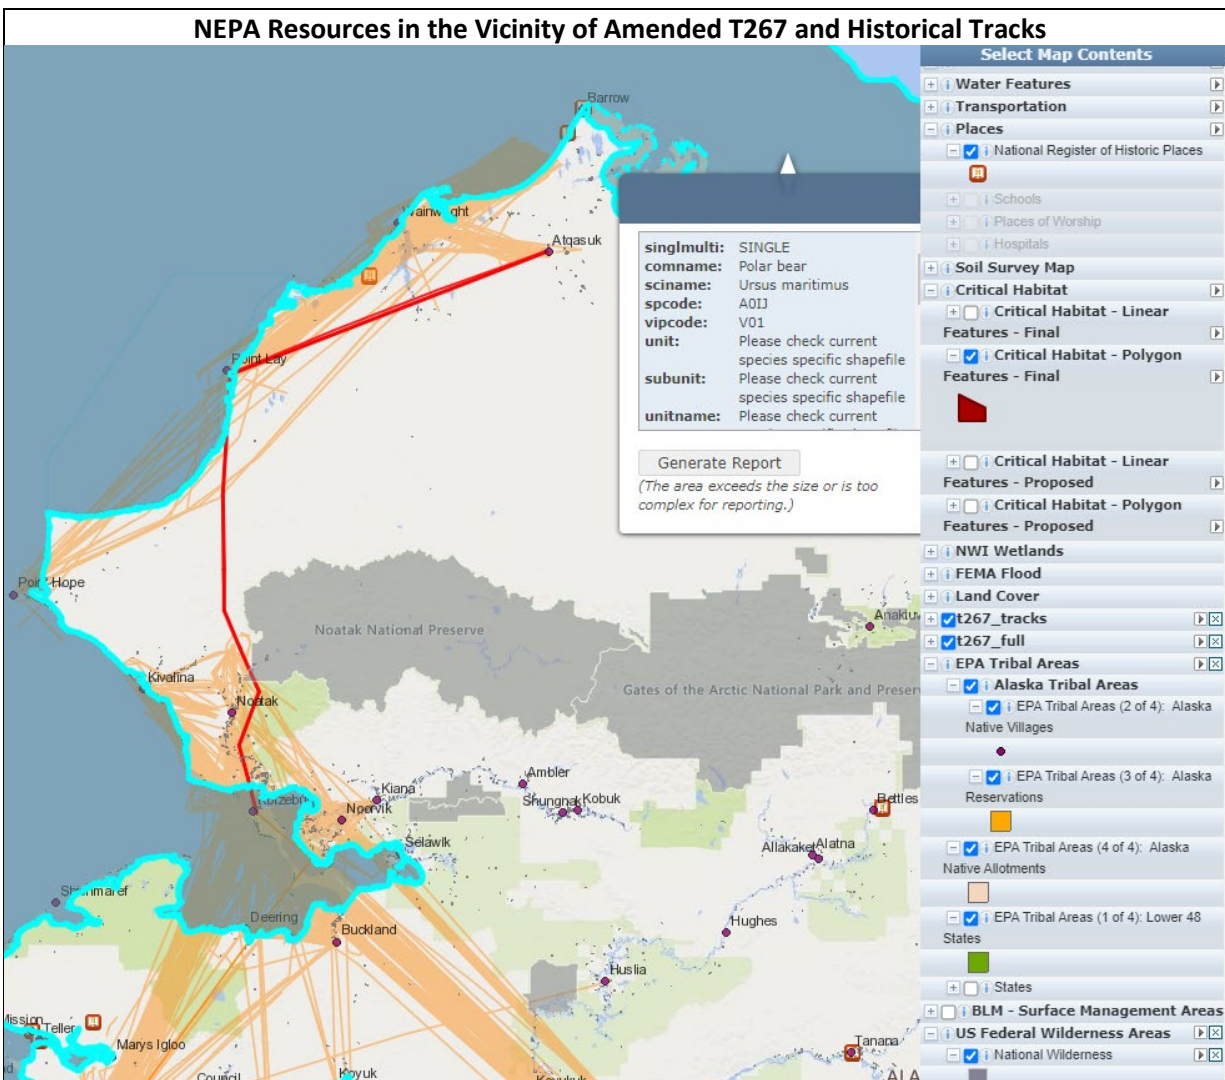 NEPA Resources in the Vicinity of Amended T267 and Historical Tracks
Select Map Contents
Water Features
Transportation
Places
National Register of Historic Places
Schools
Places of Worship
Hospitals
Soil Survey Map
Critical Habitat
Critical Habitat - Linear
Features - Final
Critical Habitat - Polygon
Features - Final
Critical Habitat - Linear
Features - Proposed
Critical Habitat - Polygon
Features - Proposed
NWI Wetlands
FEMA Flood
Land Cover
t267_tracks
t267_full
EPA Tribal Areas
Alaska Tribal Areas
EPA Tribal Areas (2 of 4): Alaska
Native Villages
EPA Tribal Areas (3 of 4): Alaska
Reservations
EPA Tribal Areas (4 of 4): Alaska
Native Allotments
EPA Tribal Areas (1 of 4): Lower 48
States
States
BLM - Surface Management Areas
US Federal Wilderness Areas
National Wilderness
Barrow
Wainwright
Atqasuk
Point Lay
singlmulti: SINGLE
comname: Polar bear
sciname: Ursus maritimus
spcode: A0IJ
vipcode: V01
unit: Please check current
species specific shapefile
subunit: Please check current
species specific shapefile
unitname: Please check current
Generate Report
(The area exceeds the size or is too
complex for reporting.)
Point Hope
Noatak National Preserve
Anaktuv
Gates of the Arctic National Park and Preser
Kivalina
Noatak
Ambler
Kiana
Shungnak Kobuk
Kotzebu
Noorvik
Bettles
Selawik
Allakaket Alatna
Shishmaref
Deering
Buckland
Hughes
Huslia
Mission
Teller
Marys Igloo
Tanana
Council
Koyuk
Koyukuk
ALA